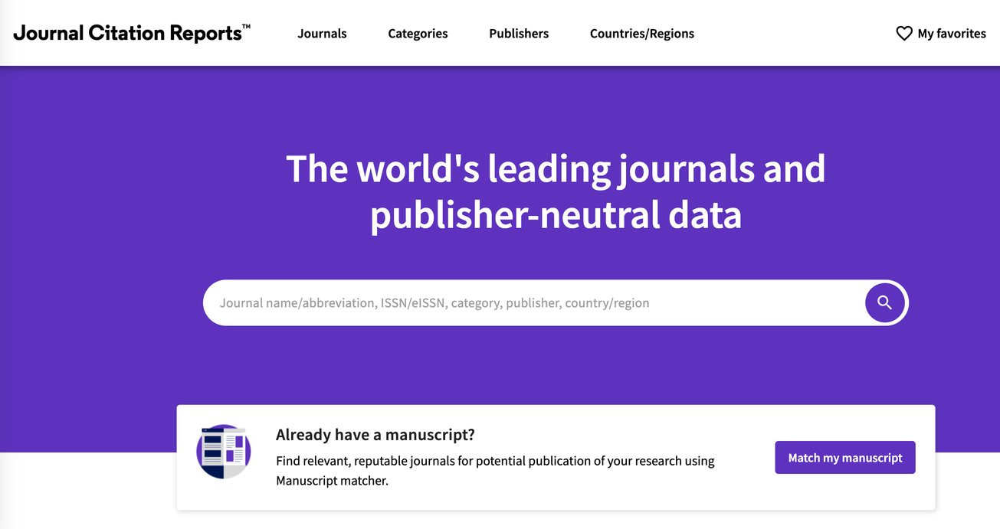 Journal Citation Reports™
Journals
Categories
Publishers
Countries/Regions
My favorites
The world's leading journals and
publisher-neutral data
Journal name/abbreviation, ISSN/eISSN, category, publisher, country/region
Already have a manuscript?
Find relevant, reputable journals for potential publication of your research using
Manuscript matcher.
Match my manuscript